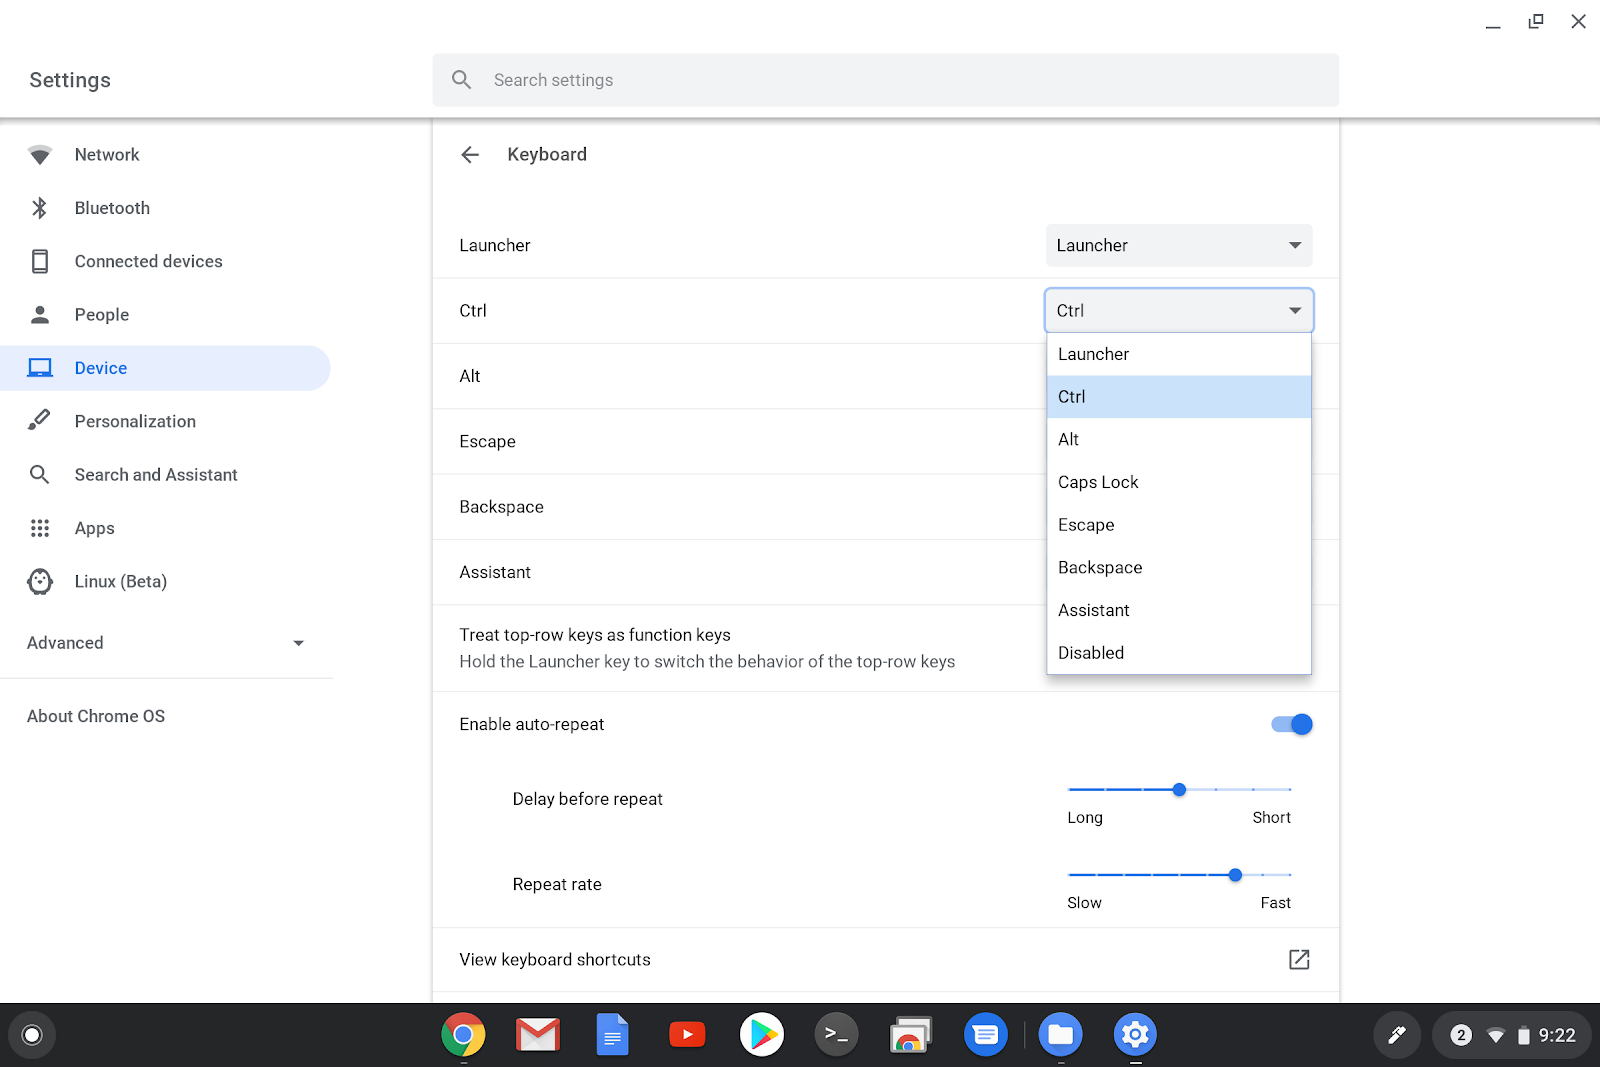 Settings
Search settings
Network
Bluetooth
Connected devices
People
Device
Personalization
Search and Assistant
Apps
Linux (Beta)
Advanced
About Chrome OS
Keyboard
Launcher
Launcher
Ctrl
Ctrl
Launcher
Ctrl
Alt
Caps Lock
Escape
Backspace
Assistant
Disabled
Alt
Escape
Backspace
Assistant
Treat top-row keys as function keys
Hold the Launcher key to switch the behavior of the top-row keys
Enable auto-repeat
Delay before repeat
Long Short
Repeat rate
Slow Fast
View keyboard shortcuts
>_
2 9:22